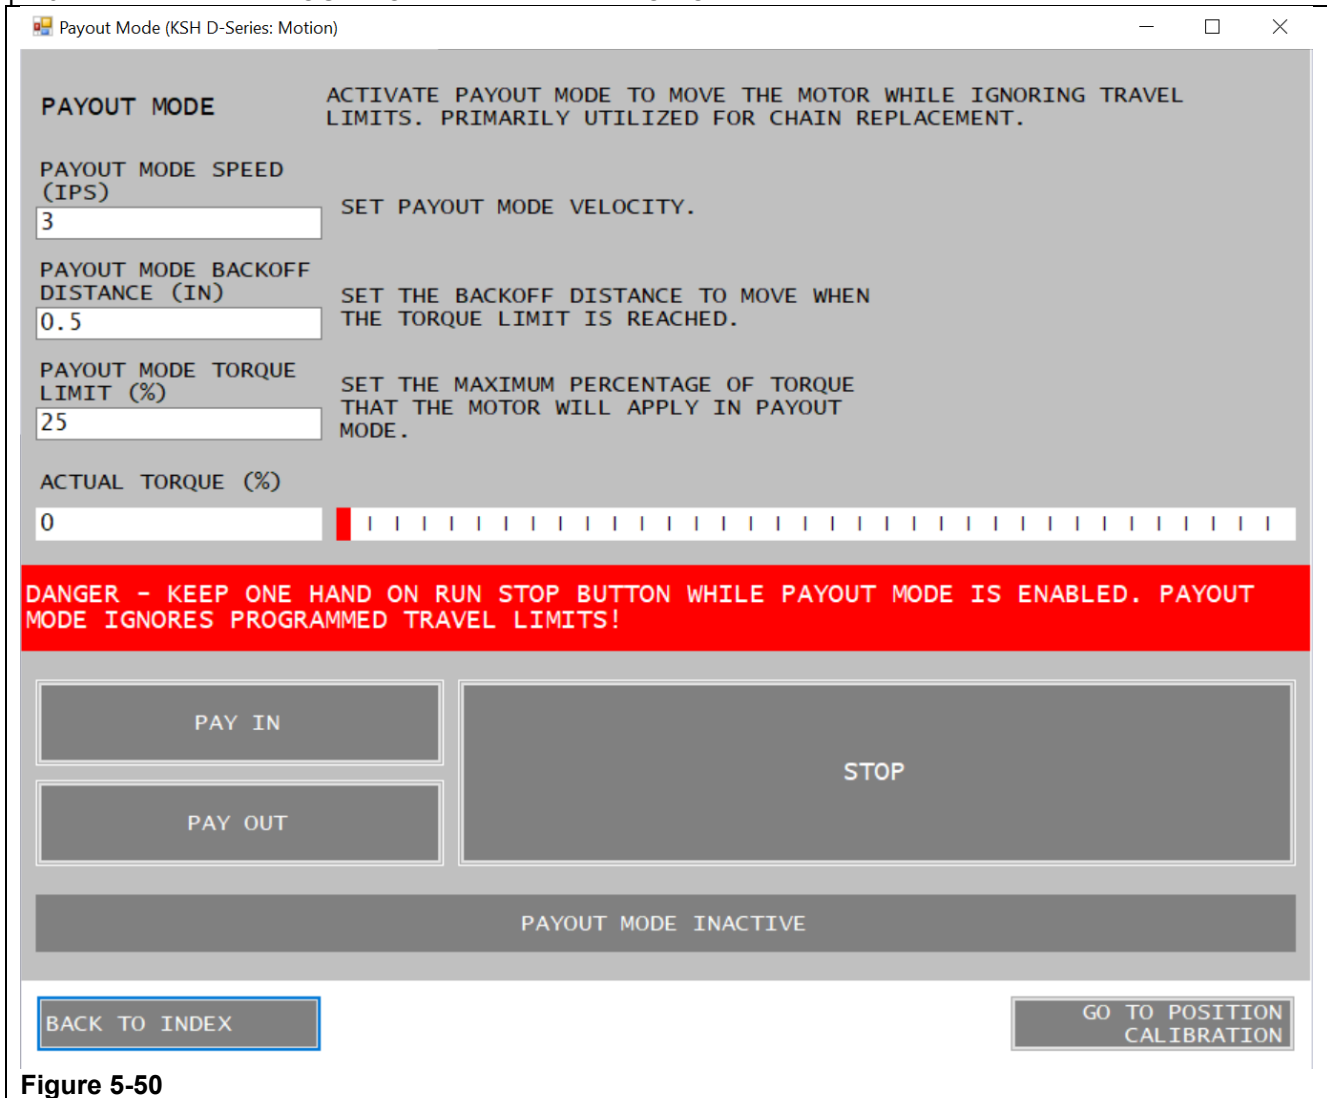 Payout Mode (KSH D-Series: Motion)
PAYOUT MODE
ACTIVATE PAYOUT MODE TO MOVE THE MOTOR WHILE IGNORING TRAVEL
LIMITS. PRIMARILY UTILIZED FOR CHAIN REPLACEMENT.
PAYOUT MODE SPEED
(IPS)
3
SET PAYOUT MODE VELOCITY.
PAYOUT MODE BACKOFF
DISTANCE (IN)
0.5
SET THE BACKOFF DISTANCE TO MOVE WHEN
THE TORQUE LIMIT IS REACHED.
PAYOUT MODE TORQUE
LIMIT (%)
25
SET THE MAXIMUM PERCENTAGE OF TORQUE
THAT THE MOTOR WILL APPLY IN PAYOUT
MODE.
ACTUAL TORQUE (%)
0
DANGER - KEEP ONE HAND ON RUN STOP BUTTON WHILE PAYOUT MODE IS ENABLED. PAYOUT
MODE IGNORES PROGRAMMED TRAVEL LIMITS!
PAY IN
PAY OUT
STOP
PAYOUT MODE INACTIVE
BACK TO INDEX
GO TO POSITION
CALIBRATION
Figure 5-50